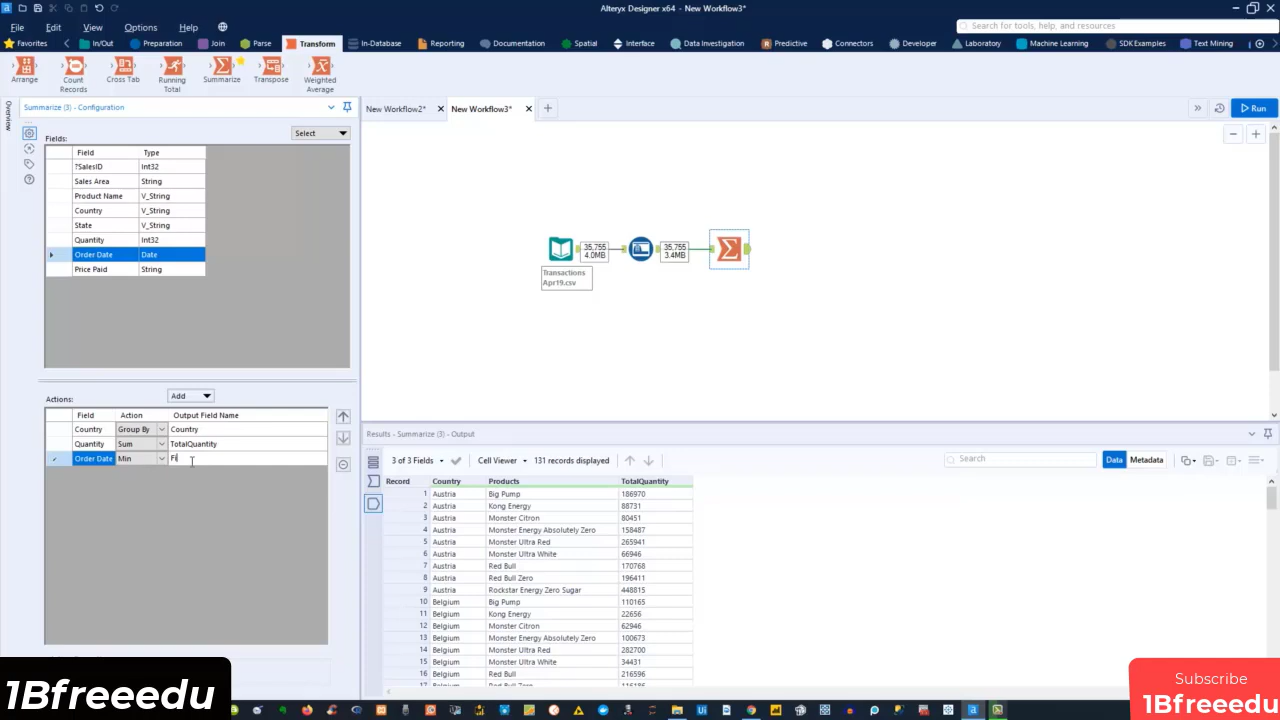 Alteryx Designer x64 - New Workflow3*
File Edit View Options Help
Search for tools, help, and resources
Favorites In/Out Preparation Join Parse Transform In-Database Reporting Documentation Spatial Interface Data Investigation Predictive Connectors Developer Laboratory Machine Learning SDK Examples Text Mining
Arrange Count Records Cross Tab Running Total Summarize Transpose Weighted Average
Overview
Summarize (3) - Configuration
New Workflow2* New Workflow3* Run
Fields: Select
Field Type
?SalesID Int32
Sales Area String
Product Name V_String
Country V_String
State V_String
Quantity Int32
Order Date Date
Price Paid String
35,755
4.0MB
35,755
3.4MB
Transactions
Apr19.csv
Add
Actions:
Field Action Output Field Name
Country Group By Country
Quantity Sum TotalQuantity
Order Date Min Fi
Results - Summarize (3) - Output
3 of 3 Fields Cell Viewer 131 records displayed Search Data Metadata
Record Country Products TotalQuantity
1 Austria Big Pump 186970
2 Austria Kong Energy 88731
3 Austria Monster Citron 80451
4 Austria Monster Energy Absolutely Zero 158487
5 Austria Monster Ultra Red 265941
6 Austria Monster Ultra White 66946
7 Austria Red Bull 170768
8 Austria Red Bull Zero 196411
9 Austria Rockstar Energy Zero Sugar 448815
10 Belgium Big Pump 110165
11 Belgium Kong Energy 22656
12 Belgium Monster Citron 62946
13 Belgium Monster Energy Absolutely Zero 100673
14 Belgium Monster Ultra Red 282700
15 Belgium Monster Ultra White 34431
16 Belgium Red Bull 216596
1Bfreeedu
Subscribe
1Bfreeedu